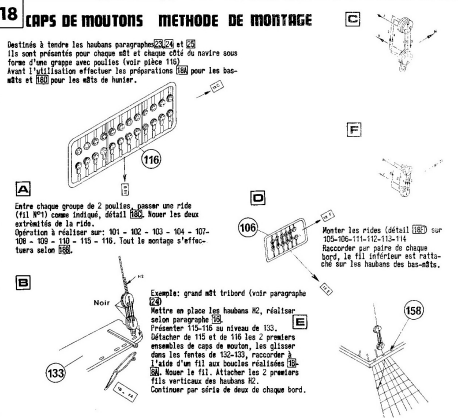 18
CAPS DE MOUTONS METHODE DE MONTAGE
Destinés à tendre les haubans paragraphes 23,24 et 25
ils sont présentés pour chaque mât et chaque côté du navire sous
forme d'une grappe avec poulies (voir pièce 116)
Avant l'utilisation effectuer les préparations 18A pour les bas-
mâts et 18D pour les mâts de hunier.
116
A
Entre chaque groupe de 2 poulies, passer une ride
(fil N°1) comme indiqué, détail 18C. Nouer les deux
extrémités de la ride.
Opération à réaliser sur: 101 - 102 - 103 - 104 - 107-
108 - 109 - 110 - 115 - 116. Tout le montage s'effec-
tuera selon 18B.
B
Noir
133
Exemple: grand mât tribord (voir paragraphe
24)
Mettre en place les haubans H2, réaliser
selon paragraphe 16.
Présenter 115-116 au niveau de 133.
Détacher de 115 et de 116 les 2 premiers
ensembles de caps de mouton, les glisser
dans les fentes de 132-133, raccorder à
l'aide d'un fil aux boucles réalisées 16-
Nouer le fil. Attacher les 2 premiers
fils verticaux des haubans H2.
Continuer par série de deux de chaque bord.
C
F
D
106
Monter les rides (détail 18F) sur
105-106-111-112-113-114
Raccorder par paire de chaque
bord, le fil inférieur est ratta-
ché sur les haubans des bas-mâts.
E
158